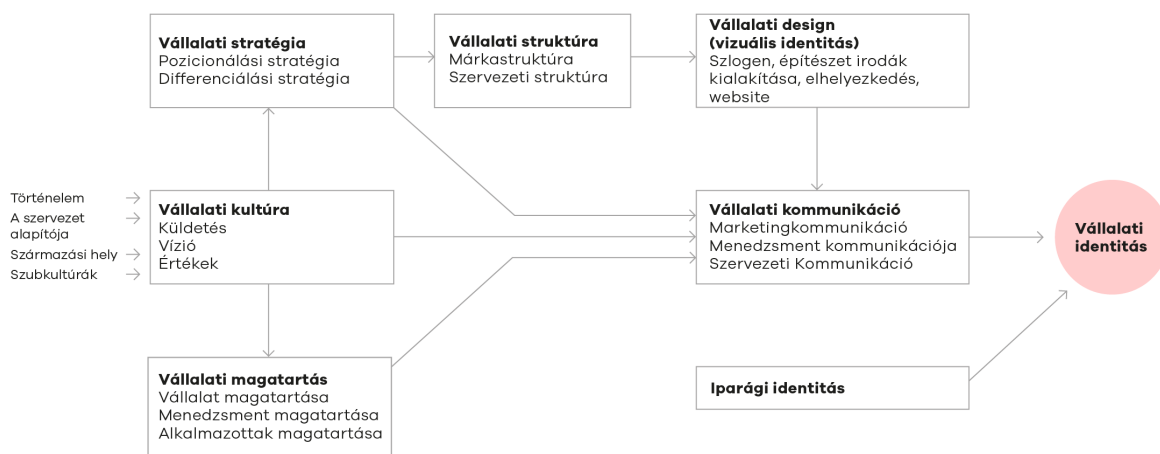 Vállalati stratégia
Pozicionálási stratégia
Differenciálási stratégia
Vállalati struktúra
Márkastruktúra
Szervezeti struktúra
Vállalati design
(vizuális identitás)
Szlogen, építészet irodák
kialakítása, elhelyezkedés,
website
Történelem
A szervezet
alapítója
Származási hely
Szubkultúrák
Vállalati kultúra
Küldetés
Vízió
Értékek
Vállalati kommunikáció
Marketingkommunikáció
Menedzsment kommunikációja
Szervezeti Kommunikáció
Vállalati
identitás
Vállalati magatartás
Vállalat magatartása
Menedzsment magatartása
Alkalmazottak magatartása
Iparági identitás